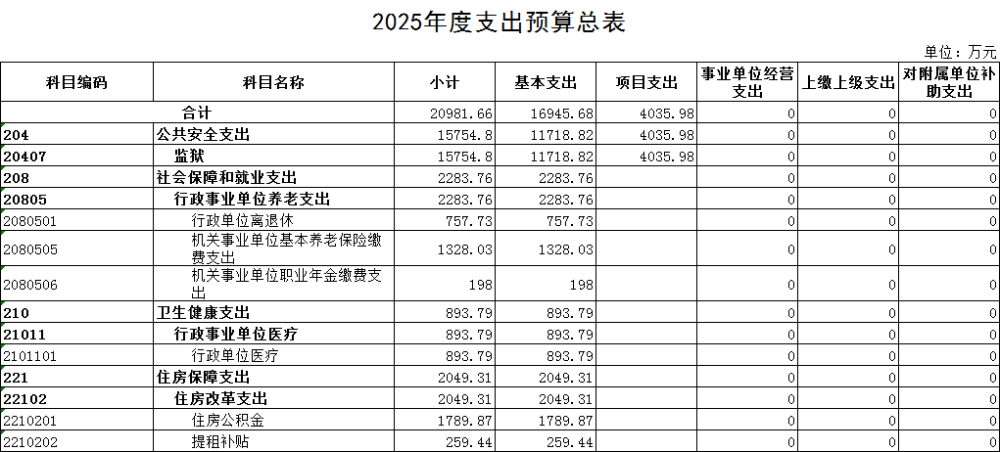 2025年度支出预算总表
单位：万元
科目编码 科目名称 小计 基本支出 项目支出 事业单位经营支出 上缴上级支出 对附属单位补助支出
合计 20981.66 16945.68 4035.98 0 0 0
204 公共安全支出 15754.8 11718.82 4035.98 0 0 0
20407 监狱 15754.8 11718.82 4035.98 0 0 0
208 社会保障和就业支出 2283.76 2283.76 0 0 0
20805 行政事业单位养老支出 2283.76 2283.76 0 0 0
2080501 行政单位离退休 757.73 757.73 0 0 0
2080505 机关事业单位基本养老保险缴费支出 1328.03 1328.03 0 0 0
2080506 机关事业单位职业年金缴费支出 198 198 0 0 0
210 卫生健康支出 893.79 893.79 0 0 0
21011 行政事业单位医疗 893.79 893.79 0 0 0
2101101 行政单位医疗 893.79 893.79 0 0 0
221 住房保障支出 2049.31 2049.31 0 0 0
22102 住房改革支出 2049.31 2049.31 0 0 0
2210201 住房公积金 1789.87 1789.87 0 0 0
2210202 提租补贴 259.44 259.44 0 0 0